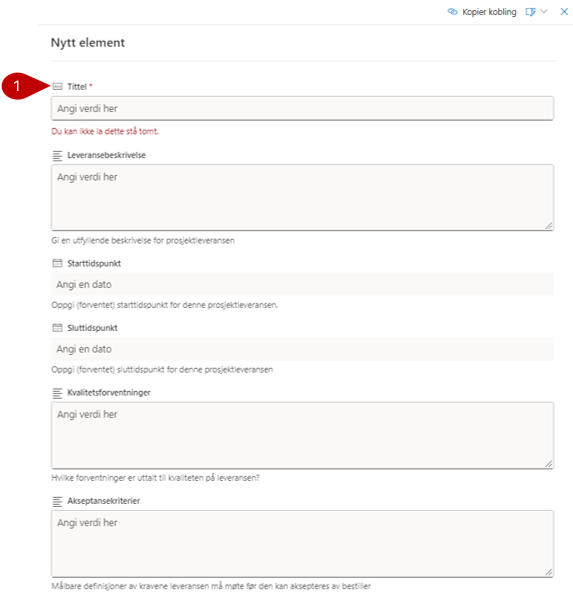 Kopier kobling
Nytt element
1
Tittel *
Angi verdi her
Du kan ikke la dette stå tomt.
Leveransebeskrivelse
Angi verdi her
Gi en utfyllende beskrivelse for prosjektleveransen
Starttidspunkt
Angi en dato
Oppgi (forventet) starttidspunkt for denne prosjektleveransen.
Sluttidspunkt
Angi en dato
Oppgi (forventet) sluttidspunkt for denne prosjektleveransen
Kvalitetsforventninger
Angi verdi her
Hvilke forventninger er uttalt til kvaliteten på leveransen?
Akseptansekriterier
Angi verdi her
Målbare definisjoner av kravene leveransen må møte før den kan aksepteres av bestiller